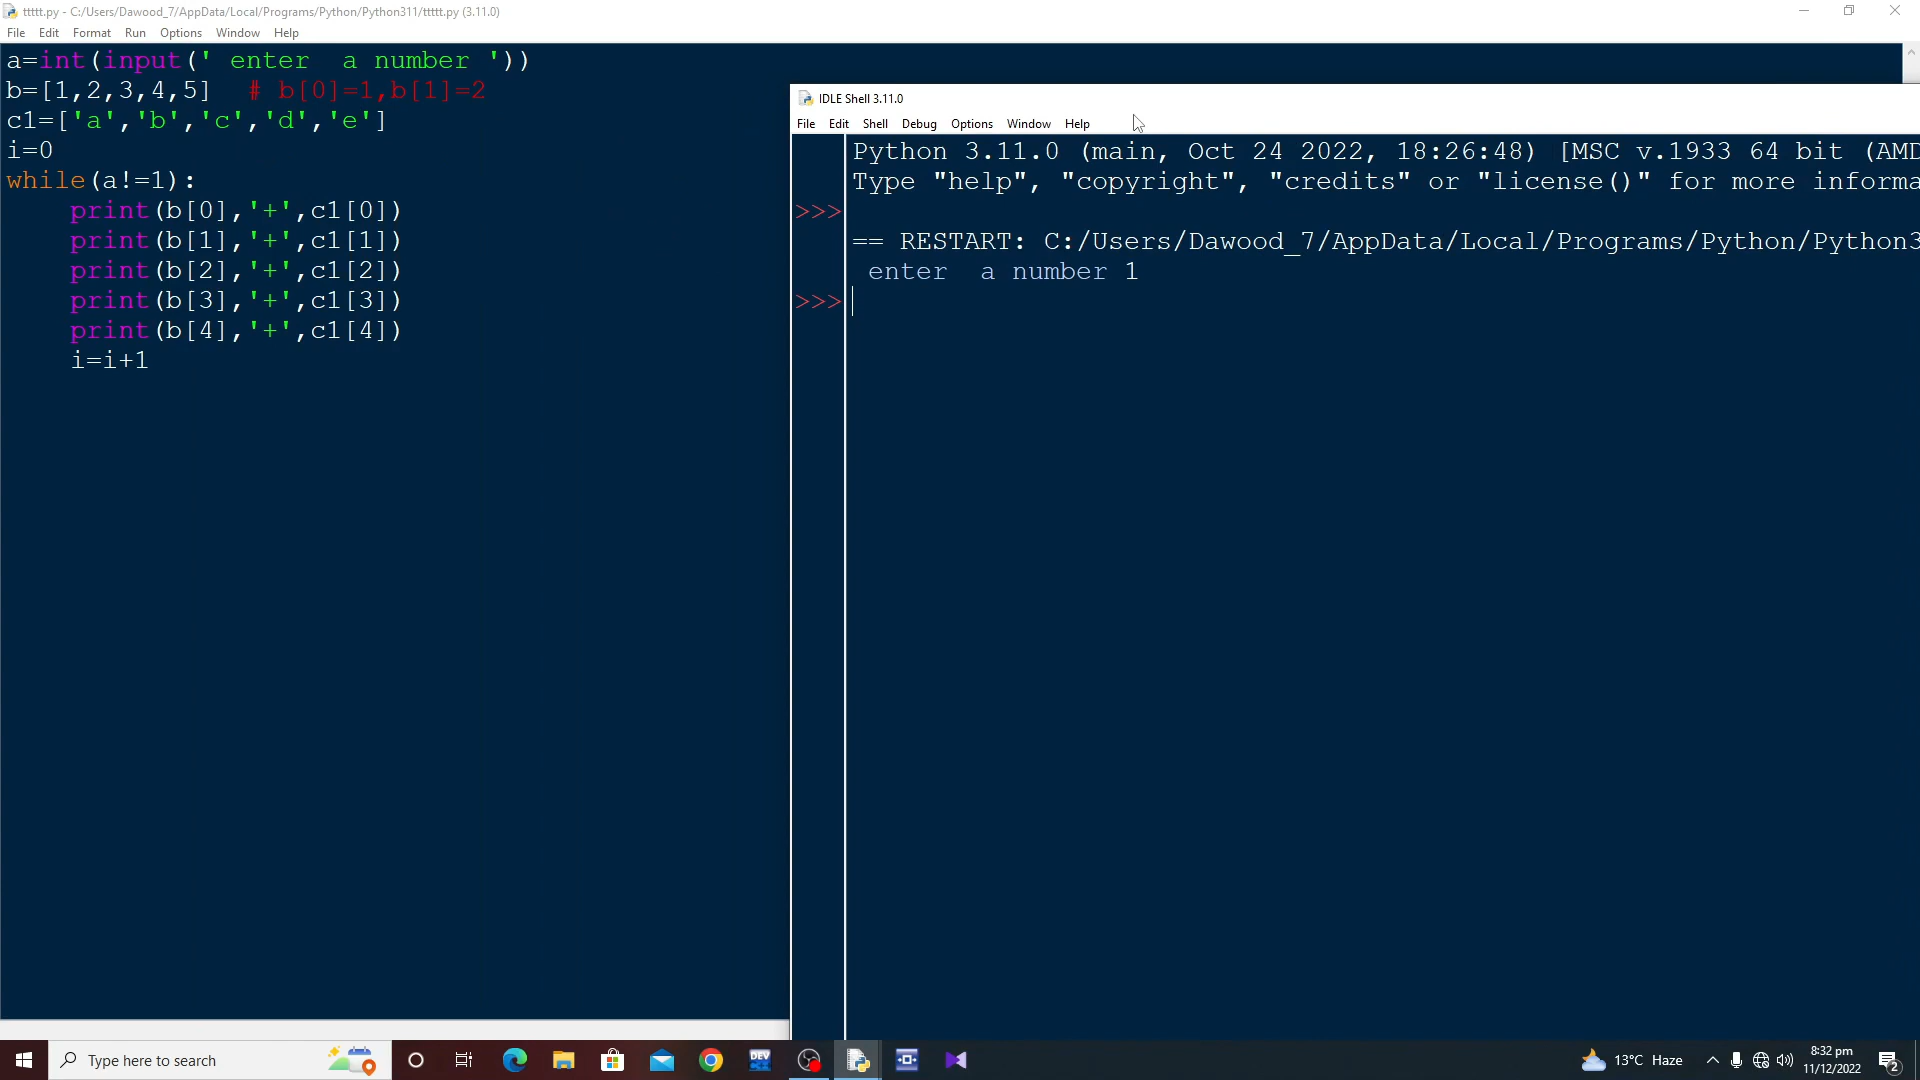 ttttt.py - C:/Users/Dawood_7/AppData/Local/Programs/Python/Python311/ttttt.py (3.11.0)
File Edit Format Run Options Window Help
a=int(input(' enter  a number '))
b=[1,2,3,4,5]  # b[0]=1,b[1]=2
c1=['a','b','c','d','e']
i=0
while(a!=1):
    print(b[0],'+',c1[0])
    print(b[1],'+',c1[1])
    print(b[2],'+',c1[2])
    print(b[3],'+',c1[3])
    print(b[4],'+',c1[4])
    i=i+1
IDLE Shell 3.11.0
File Edit Shell Debug Options Window Help
Python 3.11.0 (main, Oct 24 2022, 18:26:48) [MSC v.1933 64 bit (AMD
Type "help", "copyright", "credits" or "license()" for more informa
>>>
== RESTART: C:/Users/Dawood_7/AppData/Local/Programs/Python/Python3
 enter  a number 1
>>>
Type here to search
DEV
13°C Haze
8:32 pm
11/12/2022
2